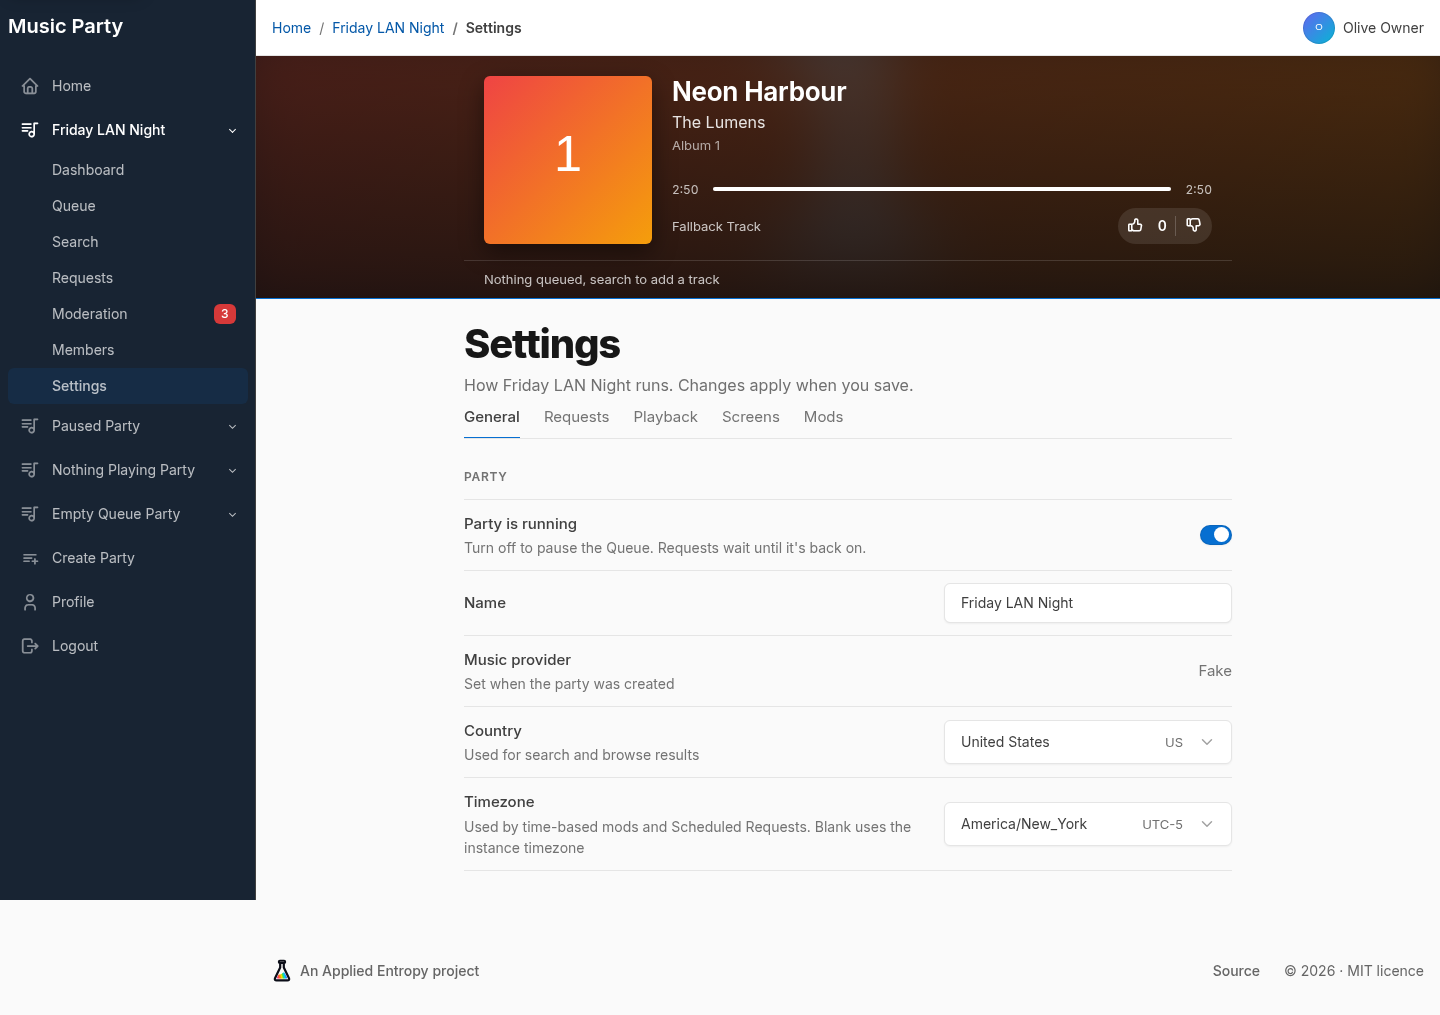 Music Party
Home / Friday LAN Night / Settings
O Olive Owner
Home
Friday LAN Night
Dashboard
Queue
Search
Requests
Moderation 3
Members
Settings
Paused Party
Nothing Playing Party
Empty Queue Party
Create Party
Profile
Logout
1
Neon Harbour
The Lumens
Album 1
2:50 2:50
Fallback Track 0
Nothing queued, search to add a track
Settings
How Friday LAN Night runs. Changes apply when you save.
General Requests Playback Screens Mods
PARTY
Party is running
Turn off to pause the Queue. Requests wait until it's back on.
Name Friday LAN Night
Music provider
Set when the party was created
Fake
Country
Used for search and browse results
United States US
Timezone
Used by time-based mods and Scheduled Requests. Blank uses the
instance timezone
America/New_York UTC-5
An Applied Entropy project
Source © 2026 · MIT licence